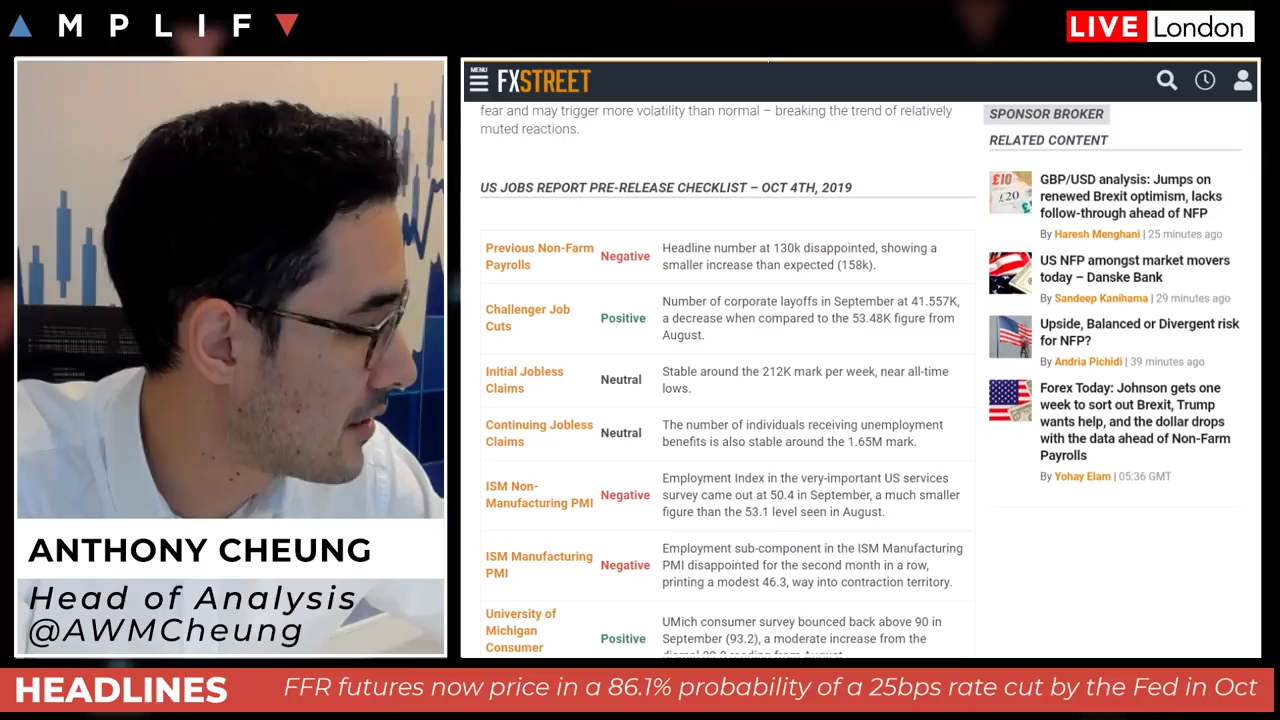 MPLIF
LIVE London
MENU
FXSTREET
fear and may trigger more volatility than normal – breaking the trend of relatively
muted reactions.
US JOBS REPORT PRE-RELEASE CHECKLIST – OCT 4TH, 2019
Previous Non-Farm
Payrolls
Negative
Headline number at 130k disappointed, showing a
smaller increase than expected (158k).
Challenger Job
Cuts
Positive
Number of corporate layoffs in September at 41.557K,
a decrease when compared to the 53.48K figure from
August.
Initial Jobless
Claims
Neutral
Stable around the 212K mark per week, near all-time
lows.
Continuing Jobless
Claims
Neutral
The number of individuals receiving unemployment
benefits is also stable around the 1.65M mark.
ISM Non-
Manufacturing PMI
Negative
Employment Index in the very-important US services
survey came out at 50.4 in September, a much smaller
figure than the 53.1 level seen in August.
ISM Manufacturing
PMI
Negative
Employment sub-component in the ISM Manufacturing
PMI disappointed for the second month in a row,
printing a modest 46.3, way into contraction territory.
University of
Michigan
Consumer
Positive
UMich consumer survey bounced back above 90 in
September (93.2), a moderate increase from the
SPONSOR BROKER
RELATED CONTENT
£10
£20
GBP/USD analysis: Jumps on
renewed Brexit optimism, lacks
follow-through ahead of NFP
By Haresh Menghani | 25 minutes ago
US NFP amongst market movers
today – Danske Bank
By Sandeep Kanihama | 29 minutes ago
Upside, Balanced or Divergent risk
for NFP?
By Andria Pichidi | 39 minutes ago
Forex Today: Johnson gets one
week to sort out Brexit, Trump
wants help, and the dollar drops
with the data ahead of Non-Farm
Payrolls
By Yohay Elam | 05:36 GMT
ANTHONY CHEUNG
Head of Analysis
@AWMCheung
HEADLINES
FFR futures now price in a 86.1% probability of a 25bps rate cut by the Fed in Oct